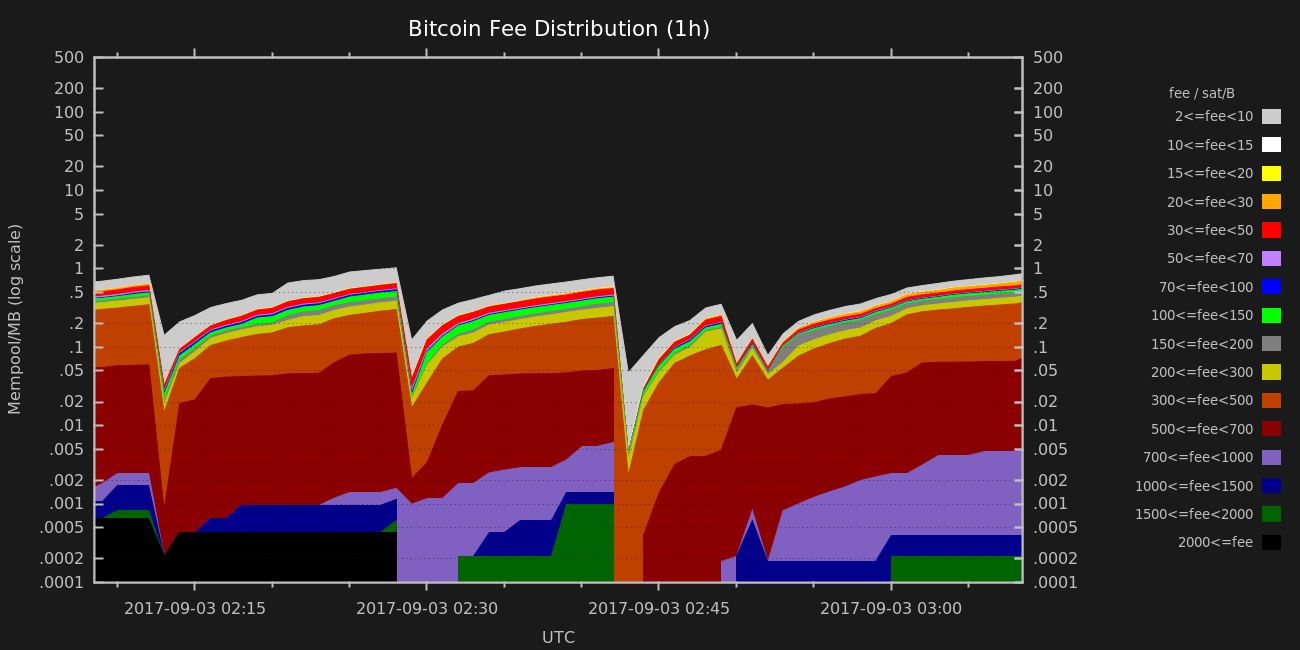 Bitcoin Fee Distribution (1h)
500 500
200 200
100 100
50 50
20 20
10 10
5 5
2 2
1 1
.5 .5
.2 .2
.1 .1
.05 .05
.02 .02
.01 .01
.005 .005
.002 .002
.001 .001
.0005 .0005
.0002 .0002
.0001 .0001
Mempool/MB (log scale)
2017-09-03 02:15 2017-09-03 02:30 2017-09-03 02:45 2017-09-03 03:00
UTC
fee / sat/B
2<=fee<10
10<=fee<15
15<=fee<20
20<=fee<30
30<=fee<50
50<=fee<70
70<=fee<100
100<=fee<150
150<=fee<200
200<=fee<300
300<=fee<500
500<=fee<700
700<=fee<1000
1000<=fee<1500
1500<=fee<2000
2000<=fee